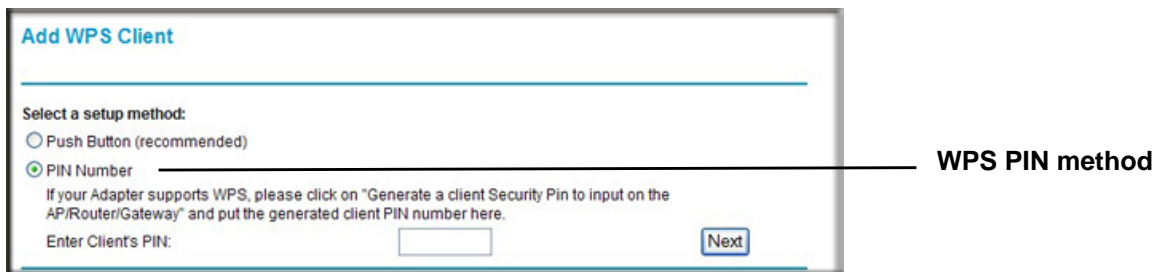 Add WPS Client
Select a setup method:
Push Button (recommended)
PIN Number
WPS PIN method
If your Adapter supports WPS, please click on "Generate a client Security Pin to input on the
AP/Router/Gateway" and put the generated client PIN number here.
Enter Client's PIN:
Next